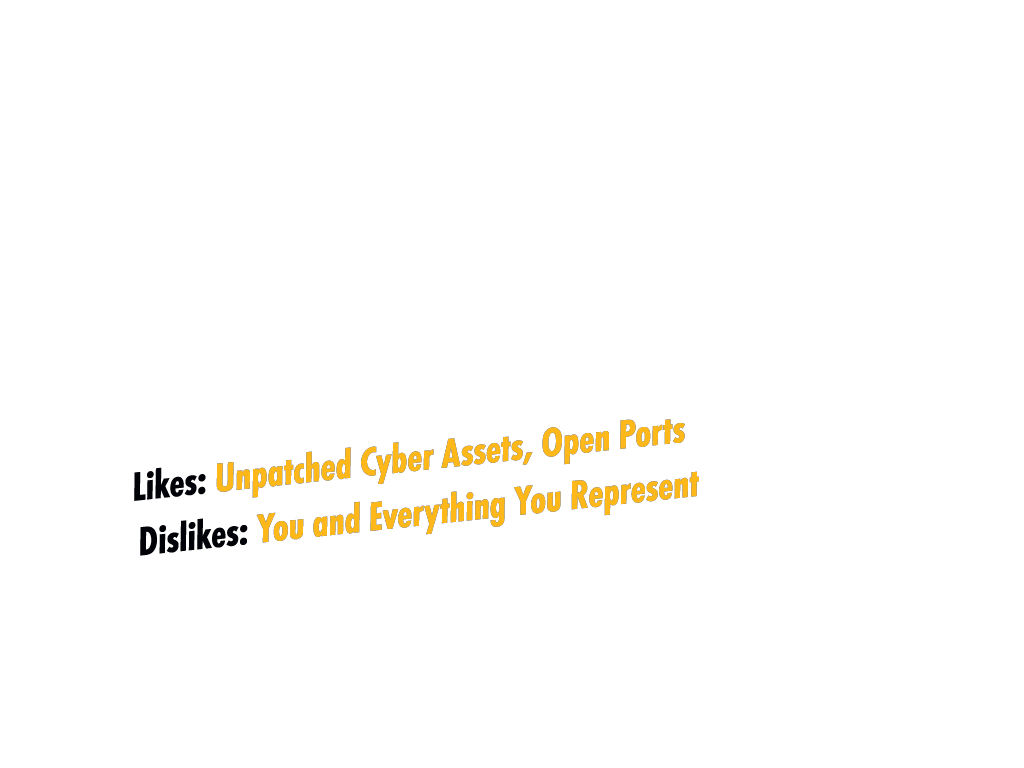 Likes: Unpatched Cyber Assets, Open Ports
Dislikes: You and Everything You Represent